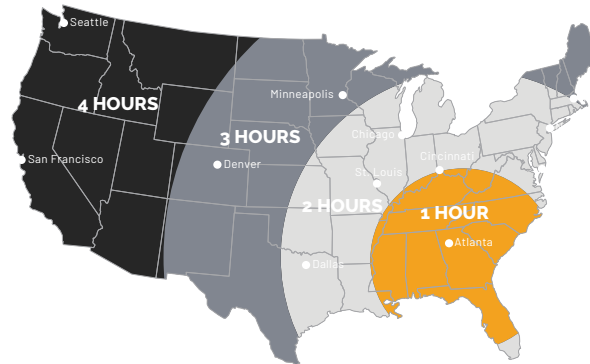 Seattle
4 HOURS
Minneapolis
3 HOURS
Chicago
San Francisco
Denver
Cincinnati
St. Louis
2 HOURS
1 HOUR
Atlanta
Dallas